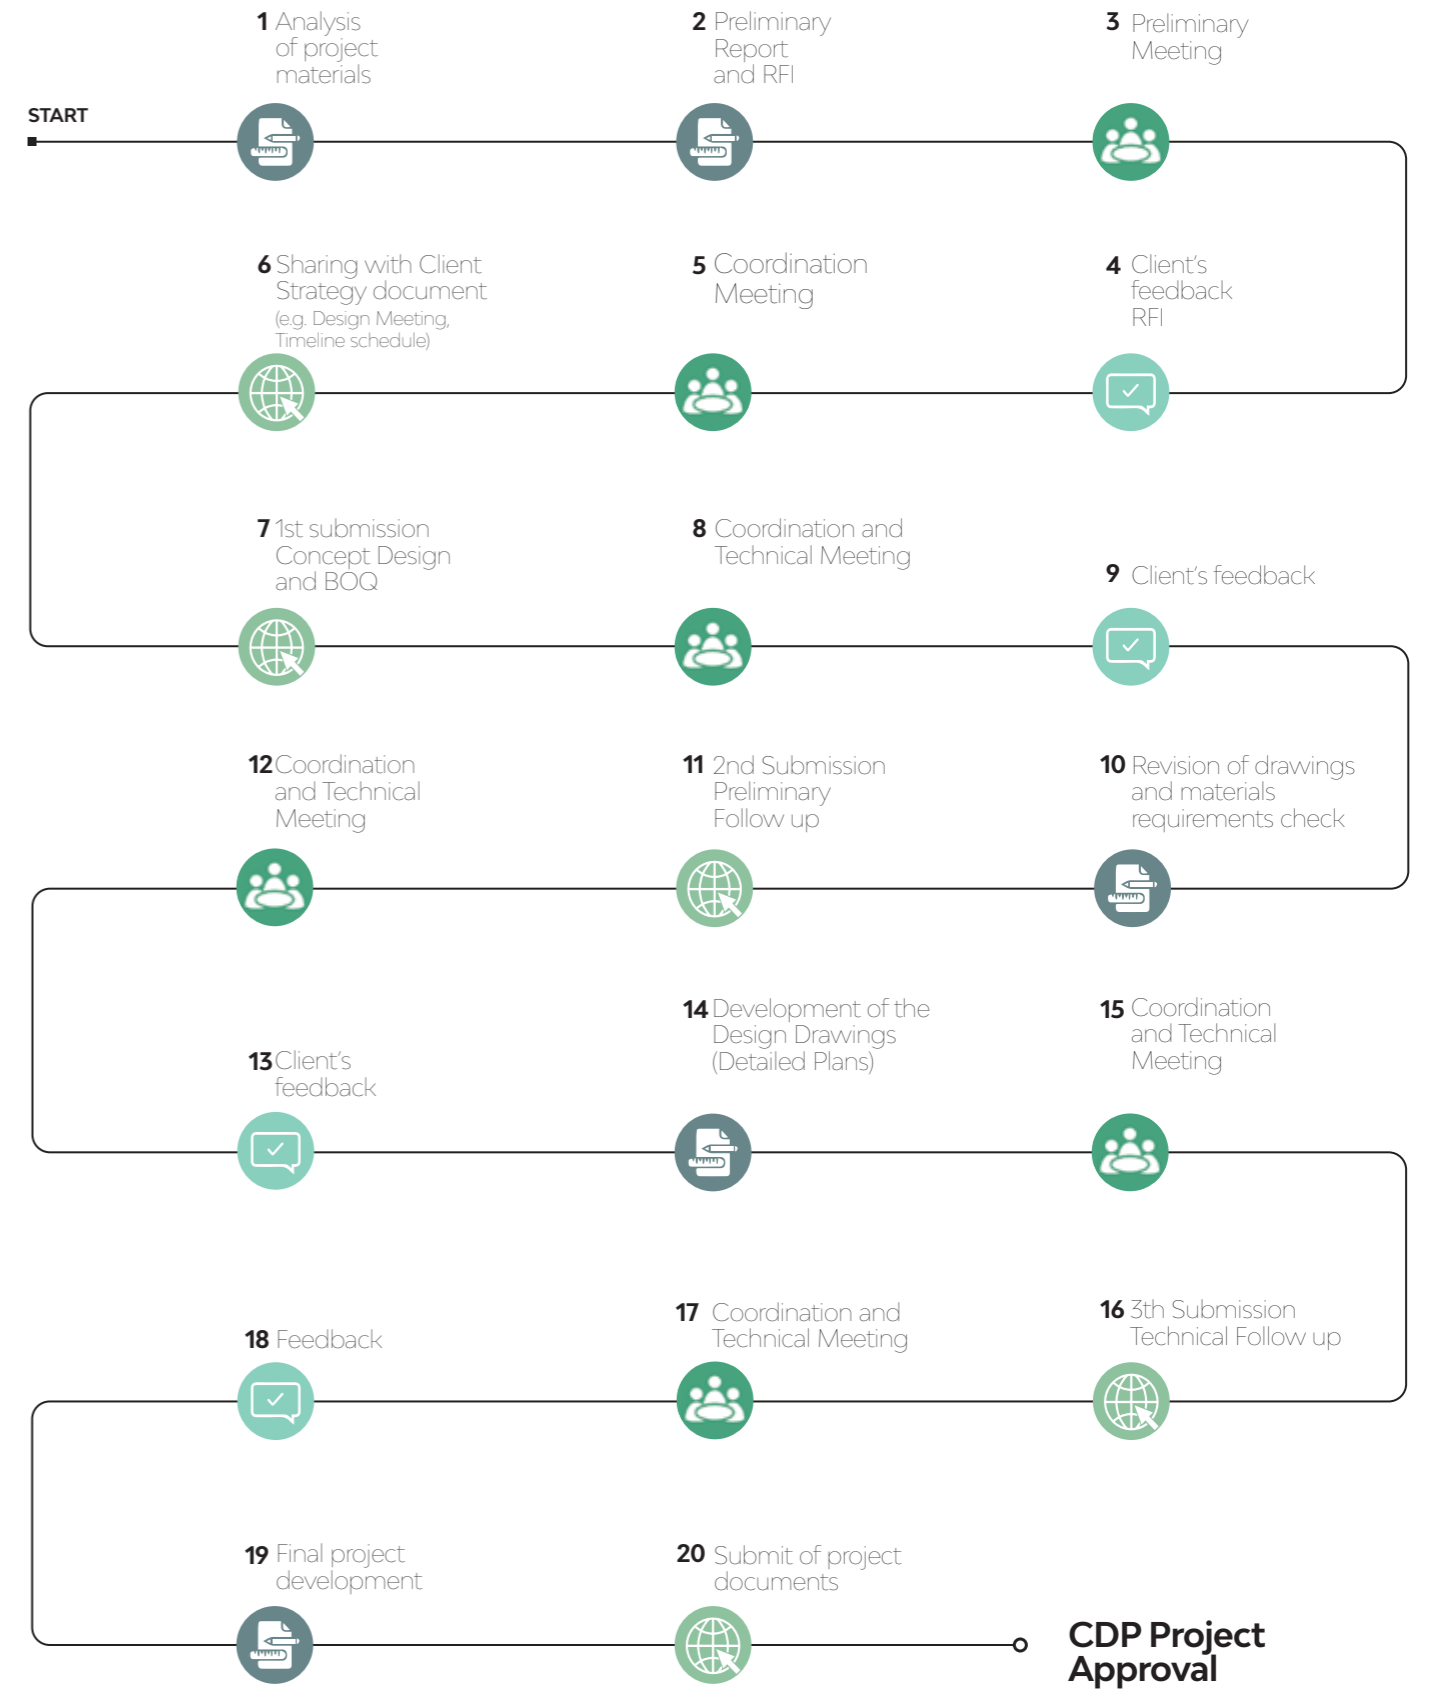 1 Analysis
of project
materials
2 Preliminary
Report
and RFI
3 Preliminary
Meeting
START
4 Client's
feedback
RFI
5 Coordination
Meeting
6 Sharing with Client
Strategy document
(e.g. Design Meeting,
Timeline schedule)
7 1st submission
Concept Design
and BOQ
8 Coordination and
Technical Meeting
9 Client's feedback
10 Revision of drawings
and materials
requirements check
11 2nd Submission
Preliminary
Follow up
12 Coordination
and Technical
Meeting
13 Client's
feedback
14 Development of the
Design Drawings
(Detailed Plans)
15 Coordination
and Technical
Meeting
16 3th Submission
Technical Follow up
17 Coordination and
Technical Meeting
18 Feedback
19 Final project
development
20 Submit of project
documents
CDP Project
Approval